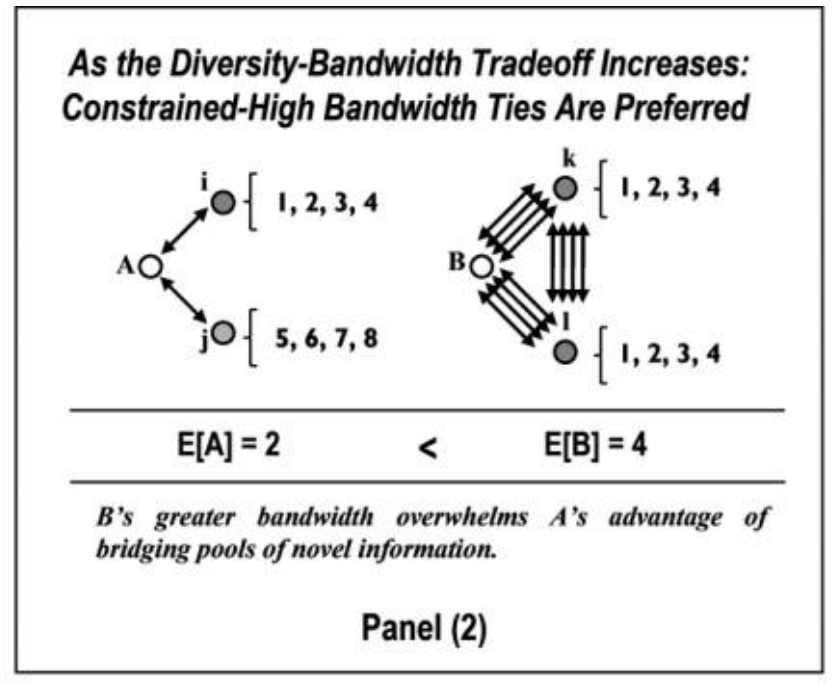 As the Diversity-Bandwidth Tradeoff Increases:
Constrained-High Bandwidth Ties Are Preferred
i
1, 2, 3, 4
A
j
5, 6, 7, 8
k
1, 2, 3, 4
B
l
1, 2, 3, 4
E[A] = 2 < E[B] = 4
B's greater bandwidth overwhelms A's advantage of
bridging pools of novel information.
Panel (2)